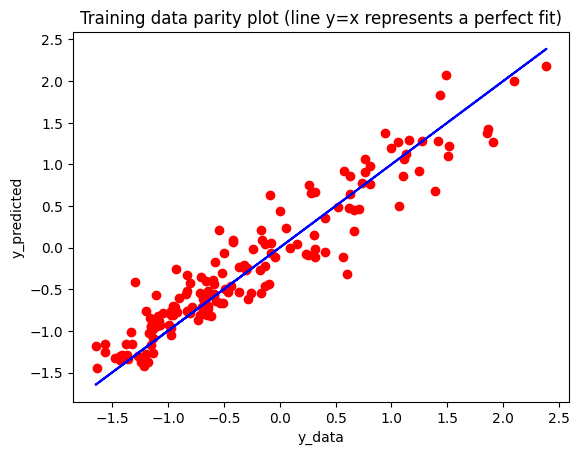 Training data parity plot (line y=x represents a perfect fit)
2.5
2.0
1.5
1.0
0.5
0.0
−0.5
−1.0
−1.5
y_predicted
−1.5 −1.0 −0.5 0.0 0.5 1.0 1.5 2.0 2.5
y_data